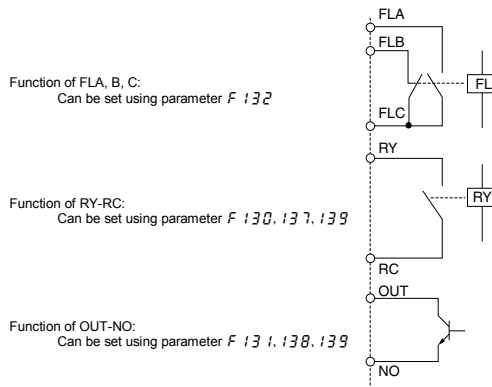 FLA
FLB
Function of FLA, B, C:
Can be set using parameter F 132
FL
FLC
RY
Function of RY-RC:
Can be set using parameter F 130, 137, 139
RY
RC
OUT
Function of OUT-NO:
Can be set using parameter F 131, 138, 139
NO